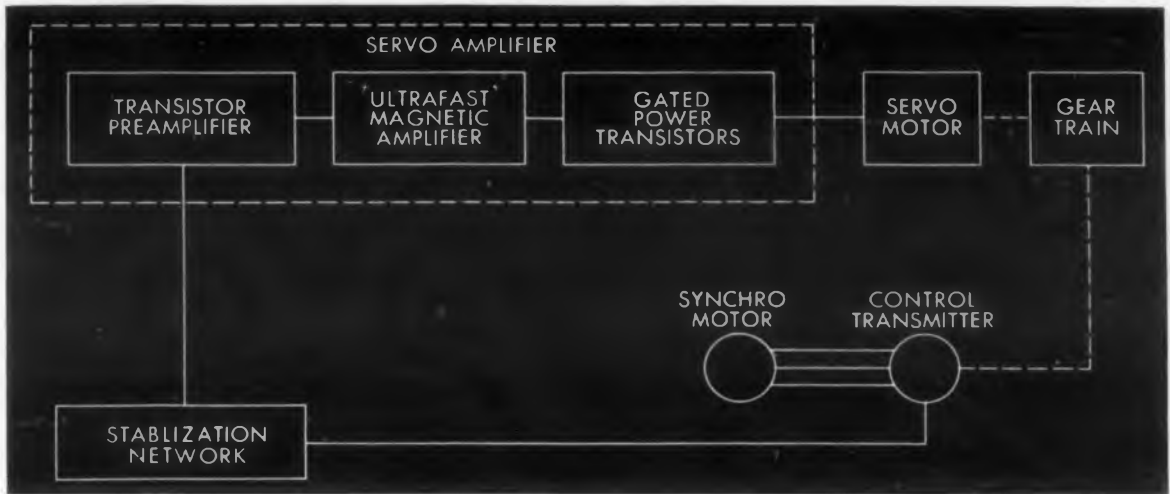 SERVO AMPLIFIER
TRANSISTOR
PREAMPLIFIER
"ULTRAFAST"
MAGNETIC
AMPLIFIER
GATED
POWER
TRANSISTORS
SERVO
MOTOR
GEAR
TRAIN
SYNCHRO
MOTOR
CONTROL
TRANSMITTER
STABLIZATION
NETWORK